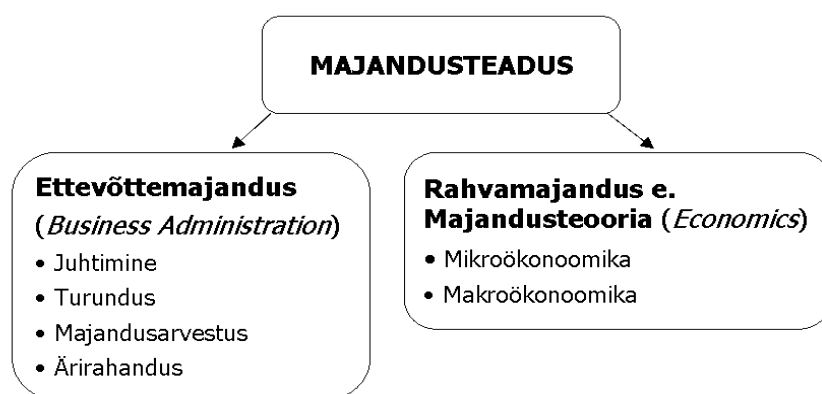 MAJANDUSTEADUS
Ettevõttemajandus
(Business Administration)
• Juhtimine
• Turundus
• Majandusarvestus
• Ärirahandus
Rahvamajandus e.
Majandusteooria (Economics)
• Mikroökonoomika
• Makroökonoomika